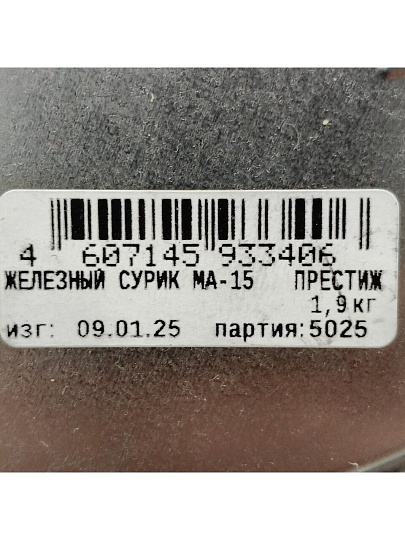 4 607145 933406
ЖЕЛЕЗНЫЙ СУРИК МА-15 ПРЕСТИЖ
1,9кг
изг: 09.01.25 партия:5025